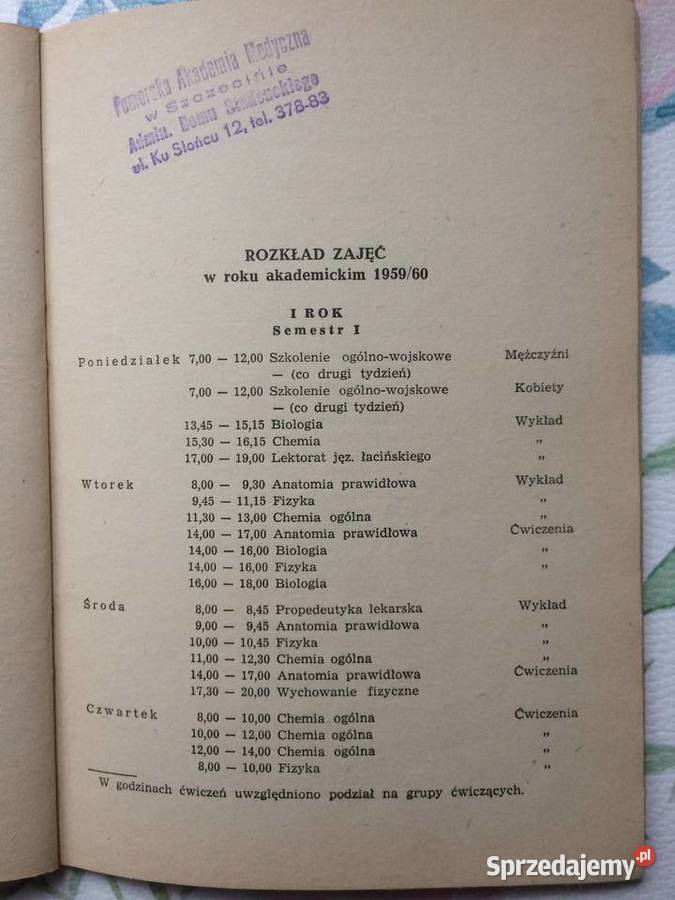 Pomorska Akademia Medyczna
w Szczecinie
Admin. Domu Studenckiego
ul. Ku Słońcu 12, tel. 378-83
ROZKŁAD ZAJĘĆ
w roku akademickim 1959/60
I ROK
Semestr I
Poniedziałek 7,00 — 12,00 Szkolenie ogólno-wojskowe Mężczyźni
— (co drugi tydzień)
7,00 — 12,00 Szkolenie ogólno-wojskowe Kobiety
— (co drugi tydzień)
13,45 — 15,15 Biologia Wykład
15,30 — 16,15 Chemia „
17,00 — 19,00 Lektorat jęz. łacińskiego „
Wtorek 8,00 — 9,30 Anatomia prawidłowa Wykład
9,45 — 11,15 Fizyka „
11,30 — 13,00 Chemia ogólna „
14,00 — 17,00 Anatomia prawidłowa Ćwiczenia
14,00 — 16,00 Biologia „
14,00 — 16,00 Fizyka „
16,00 — 18,00 Biologia
Środa 8,00 — 8,45 Propedeutyka lekarska Wykład
9,00 — 9,45 Anatomia prawidłowa „
10,00 — 10,45 Fizyka „
11,00 — 12,30 Chemia ogólna „
14,00 — 17,00 Anatomia prawidłowa Ćwiczenia
17,30 — 20,00 Wychowanie fizyczne
Czwartek 8,00 — 10,00 Chemia ogólna Ćwiczenia
10,00 — 12,00 Chemia ogólna „
12,00 — 14,00 Chemia ogólna „
8,00 — 10,00 Fizyka „
W godzinach ćwiczeń uwzględniono podział na grupy ćwiczących.
Sprzedajemy.pl